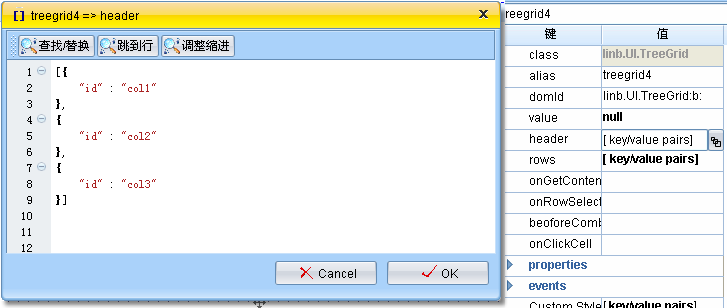 [] treegrid4 => header
查找/替换 跳到行 调整缩进
1 [{
2 "id" : "col1"
3 },
4 {
5 "id" : "col2"
6 },
7 {
8 "id" : "col3"
9 }]
10
11
12
Cancel OK
treegrid4
键 值
class linb.UI.TreeGrid
alias treegrid4
domId linb.UI.TreeGrid:b:
value null
header [ key/value pairs]
rows [ key/value pairs]
onGetConten
onRowSelect
beoforeComb
onClickCell
properties
events
Custom Style [ key/value pairs]